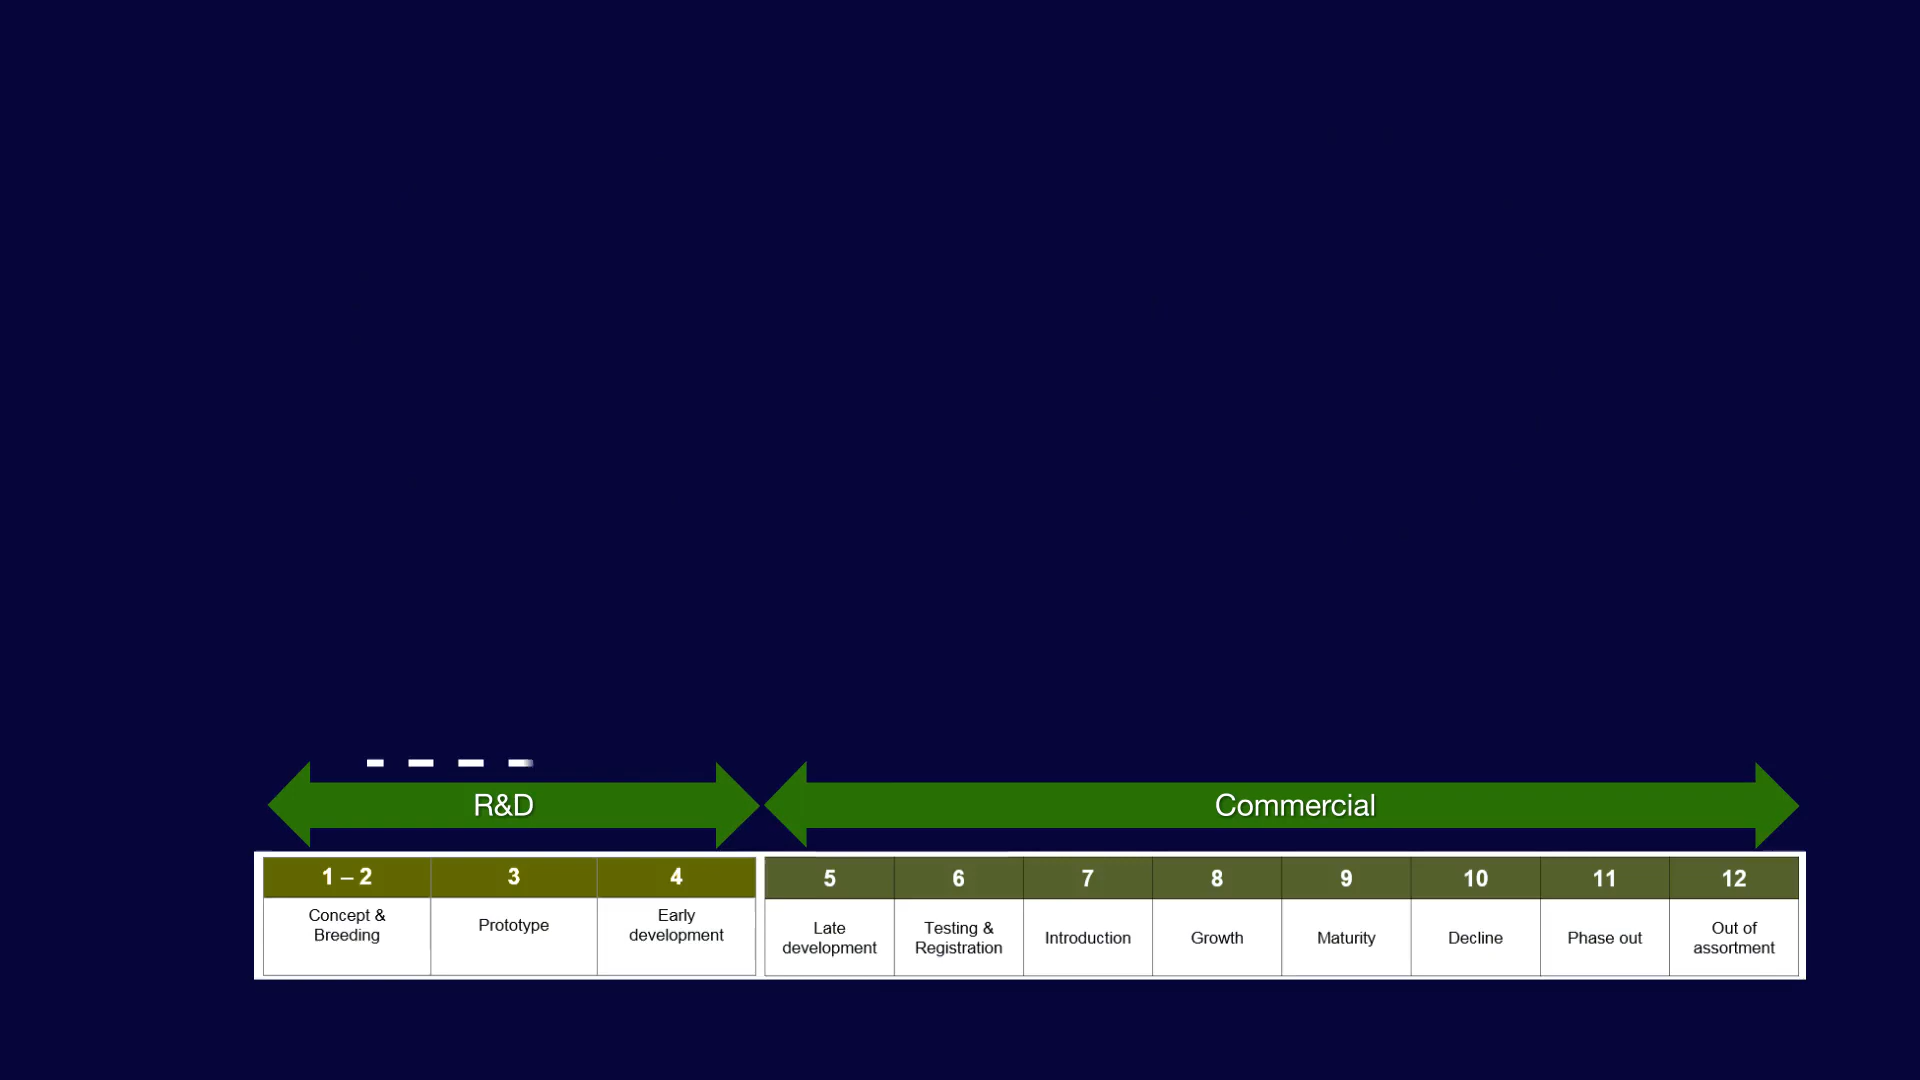 R&D
Commercial
1 – 2
3
4
5
6
7
8
9
10
11
12
Concept &
Breeding
Prototype
Early
development
Late
development
Testing &
Registration
Introduction
Growth
Maturity
Decline
Phase out
Out of
assortment